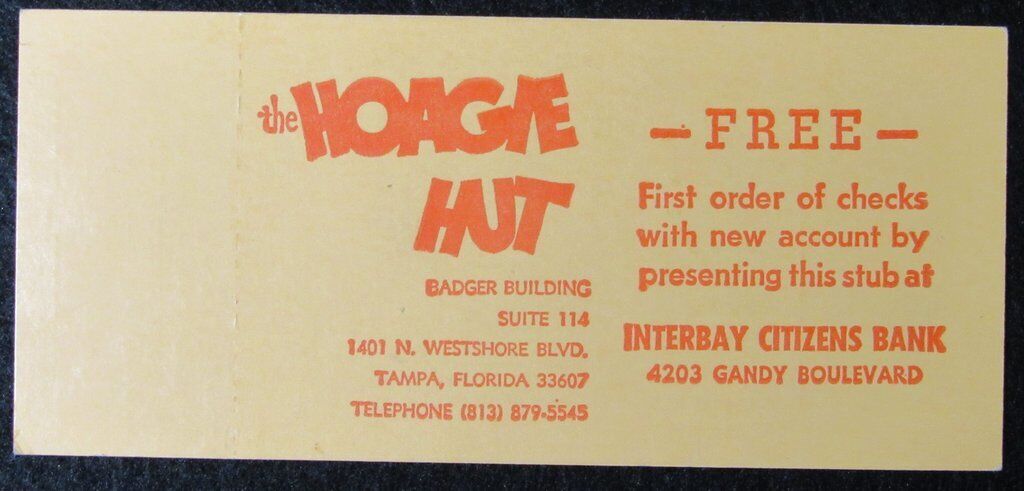 the HOAGIE
HUT
BADGER BUILDING
SUITE 114
1401 N. WESTSHORE BLVD.
TAMPA, FLORIDA 33607
TELEPHONE (813) 879-5545
— FREE —
First order of checks
with new account by
presenting this stub at
INTERBAY CITIZENS BANK
4203 GANDY BOULEVARD